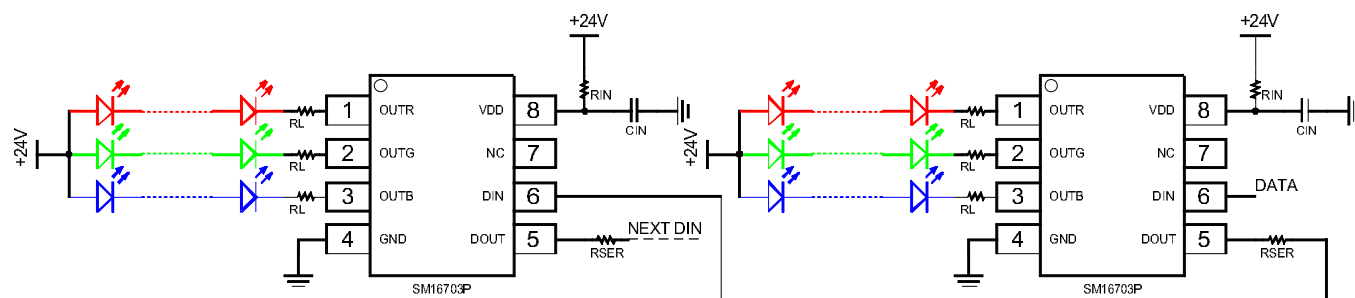 +24V
RIN
CIN
+24V
RL
RL
RL
1 OUTR
2 OUTG
3 OUTB
4 GND
VDD 8
NC 7
DIN 6
DOUT 5
RSER
NEXT DIN
SM16703P
+24V
RIN
CIN
+24V
RL
RL
RL
1 OUTR
2 OUTG
3 OUTB
4 GND
VDD 8
NC 7
DIN 6
DOUT 5
DATA
RSER
SM16703P